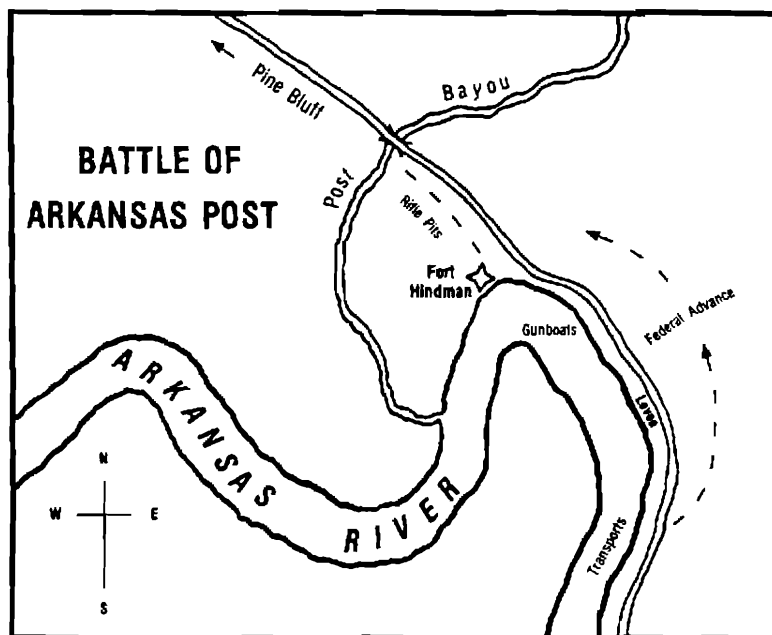 BATTLE OF
ARKANSAS POST
Pine Bluff
Bayou
Post
Rifle Pits
Fort
Hindman
Gunboats
Federal Advance
Levee
Transports
ARKANSAS RIVER
N
W E
S